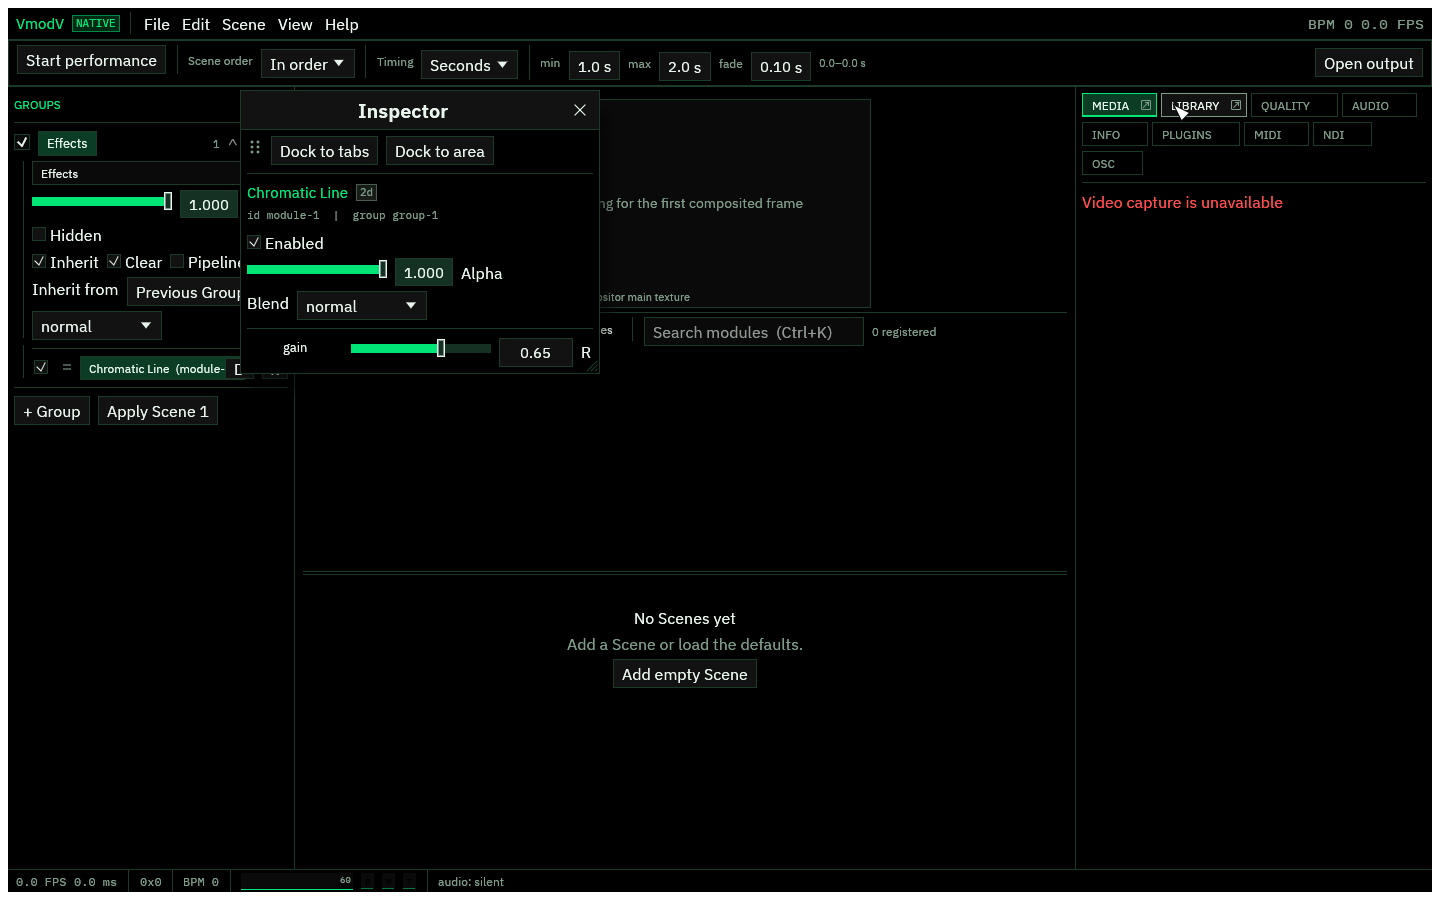 VmodV NATIVE File Edit Scene View Help BPM 0 0.0 FPS
Start performance Scene order In order Timing Seconds min 1.0 s max 2.0 s fade 0.10 s 0.0–0.0 s Open output
GROUPS
Effects 1 ^
Effects
1.000
Hidden
Inherit Clear Pipeline
Inherit from Previous Group
normal
= Chromatic Line (module-
+ Group Apply Scene 1
Inspector
Dock to tabs Dock to area
Chromatic Line 2d
id module-1 | group group-1
Enabled
1.000 Alpha
Blend normal
gain 0.65 R
ng for the first composited frame
ositor main texture
es Search modules (Ctrl+K) 0 registered
No Scenes yet
Add a Scene or load the defaults.
Add empty Scene
MEDIA LIBRARY QUALITY AUDIO
INFO PLUGINS MIDI NDI
OSC
Video capture is unavailable
0.0 FPS 0.0 ms 0x0 BPM 0 60 audio: silent